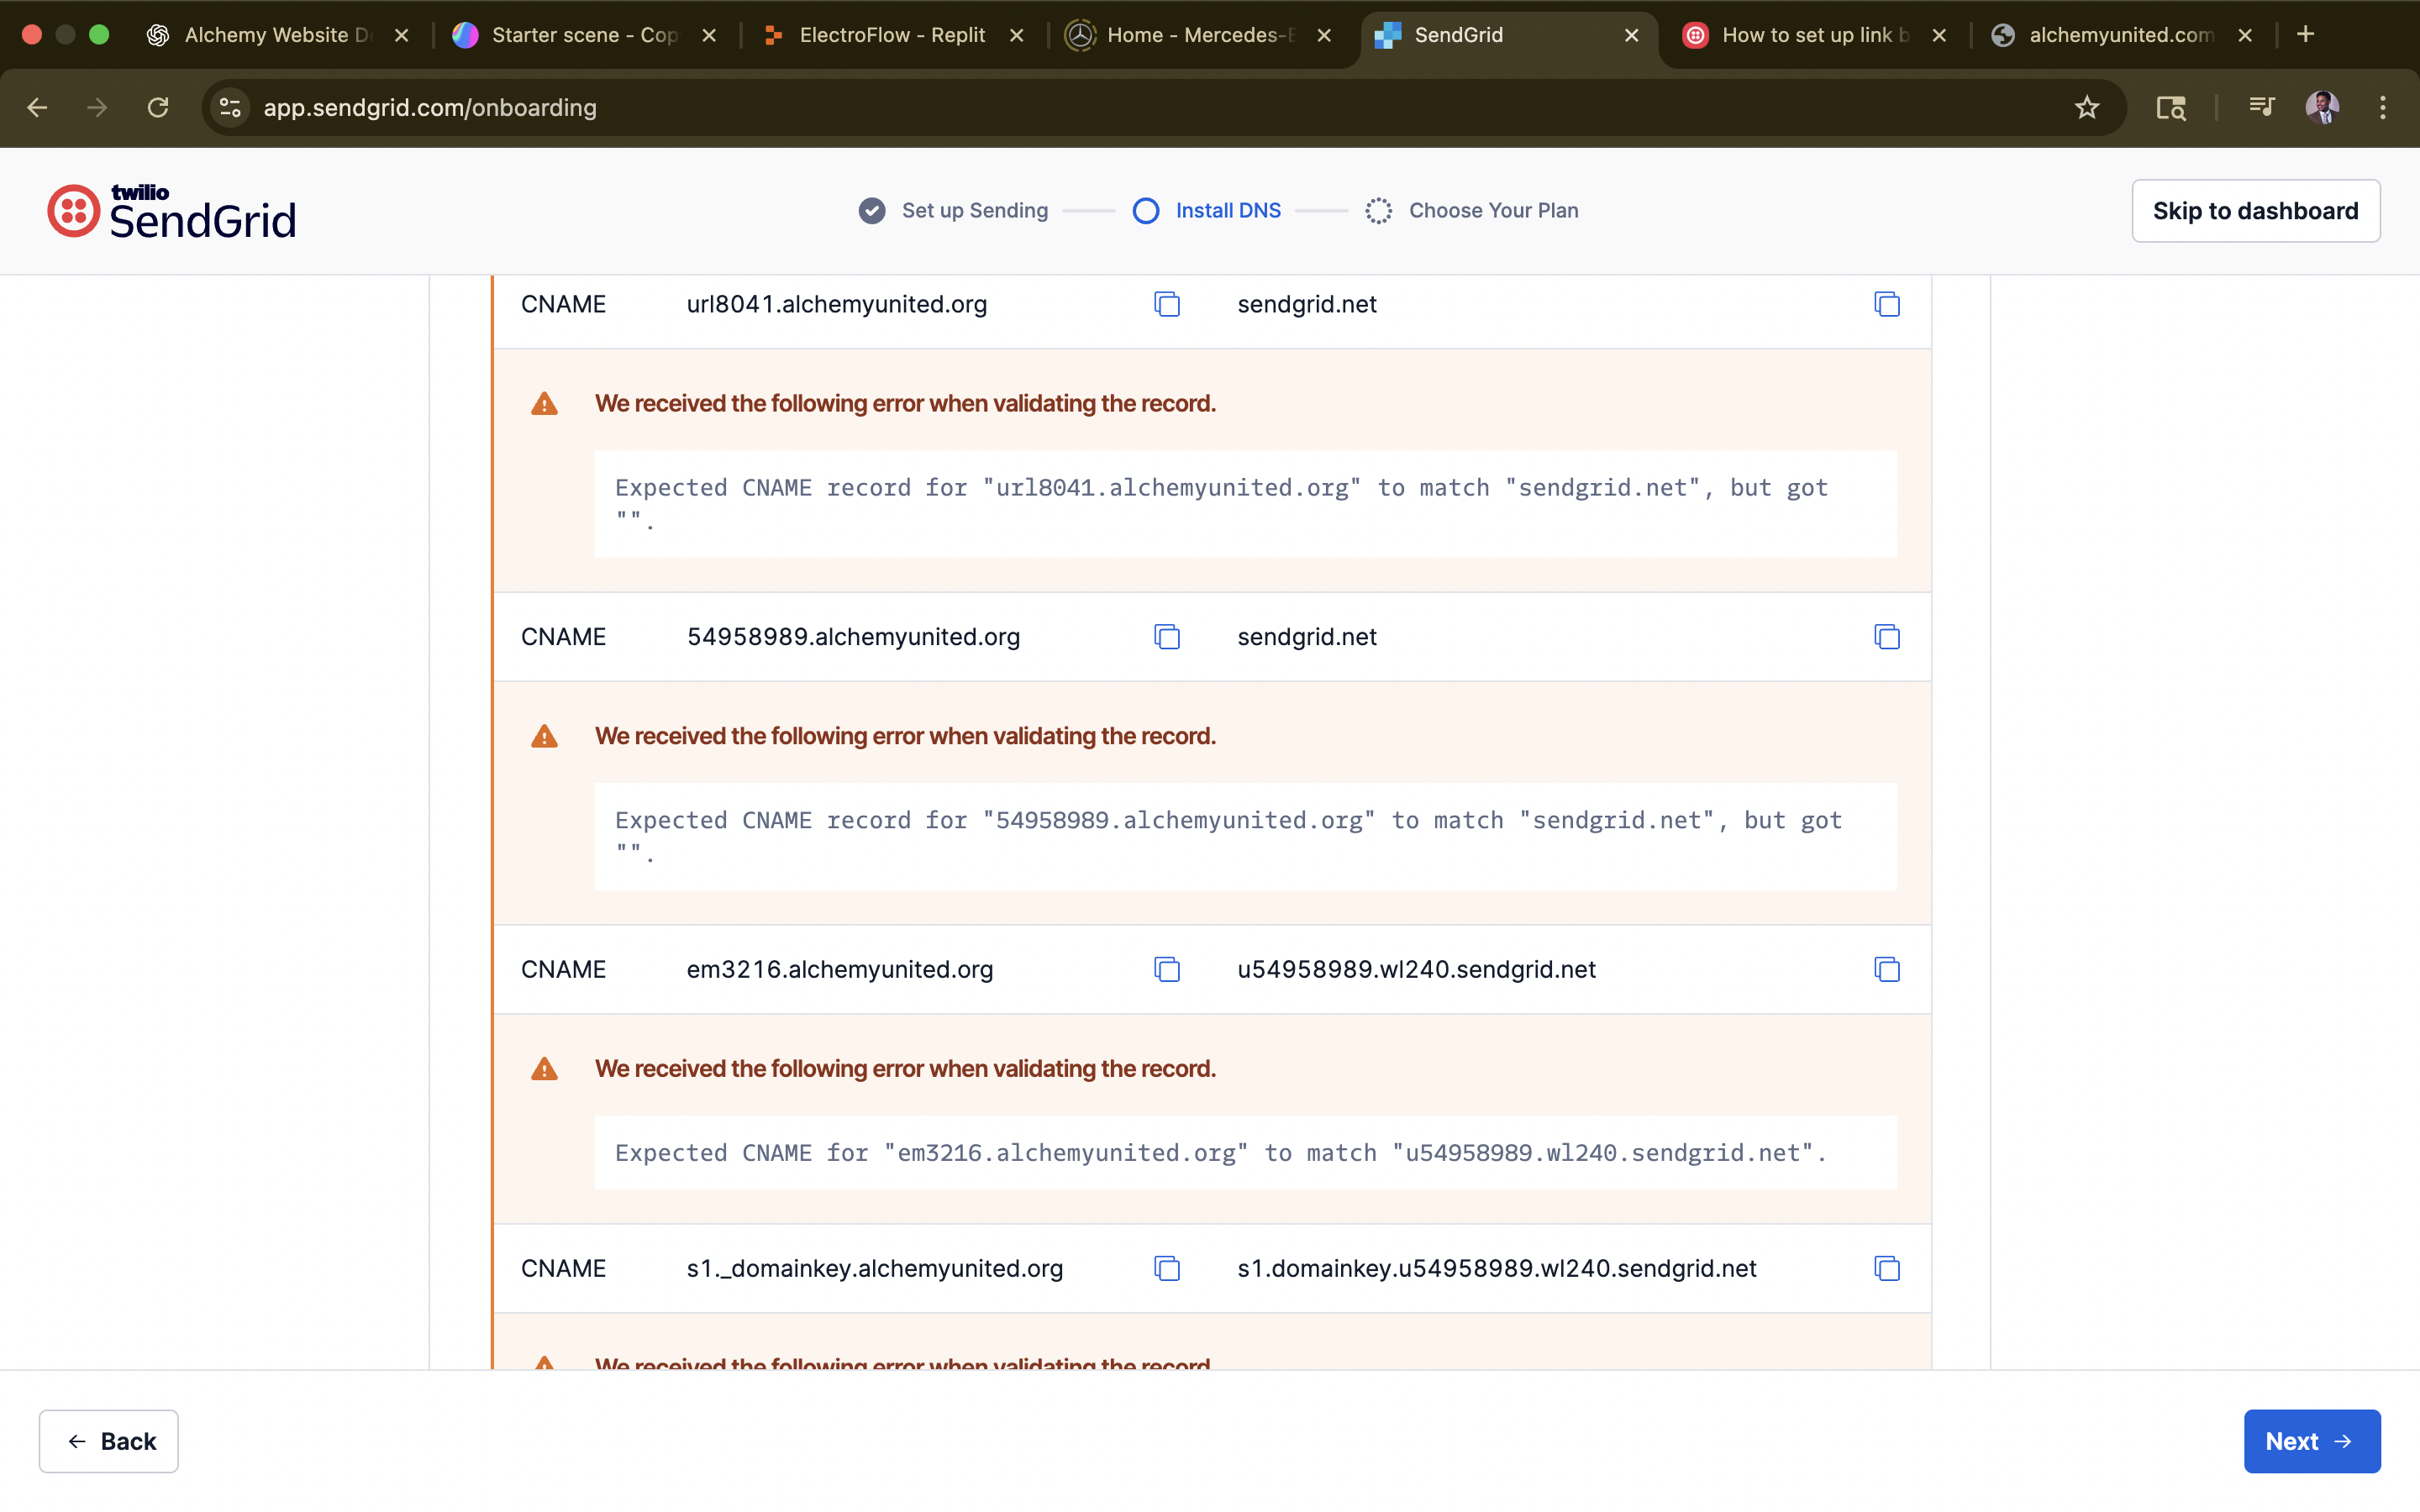 Alchemy Website D
Starter scene - Cop
ElectroFlow - Replit
Home - Mercedes-B
SendGrid
How to set up link b
alchemyunited.com
app.sendgrid.com/onboarding
twilio
SendGrid
Set up Sending
Install DNS
Choose Your Plan
Skip to dashboard
CNAME url8041.alchemyunited.org sendgrid.net
We received the following error when validating the record.
Expected CNAME record for "url8041.alchemyunited.org" to match "sendgrid.net", but got
"".
CNAME 54958989.alchemyunited.org sendgrid.net
We received the following error when validating the record.
Expected CNAME record for "54958989.alchemyunited.org" to match "sendgrid.net", but got
"".
CNAME em3216.alchemyunited.org u54958989.wl240.sendgrid.net
We received the following error when validating the record.
Expected CNAME for "em3216.alchemyunited.org" to match "u54958989.wl240.sendgrid.net".
CNAME s1._domainkey.alchemyunited.org s1.domainkey.u54958989.wl240.sendgrid.net
We received the following error when validating the record.
Back
Next